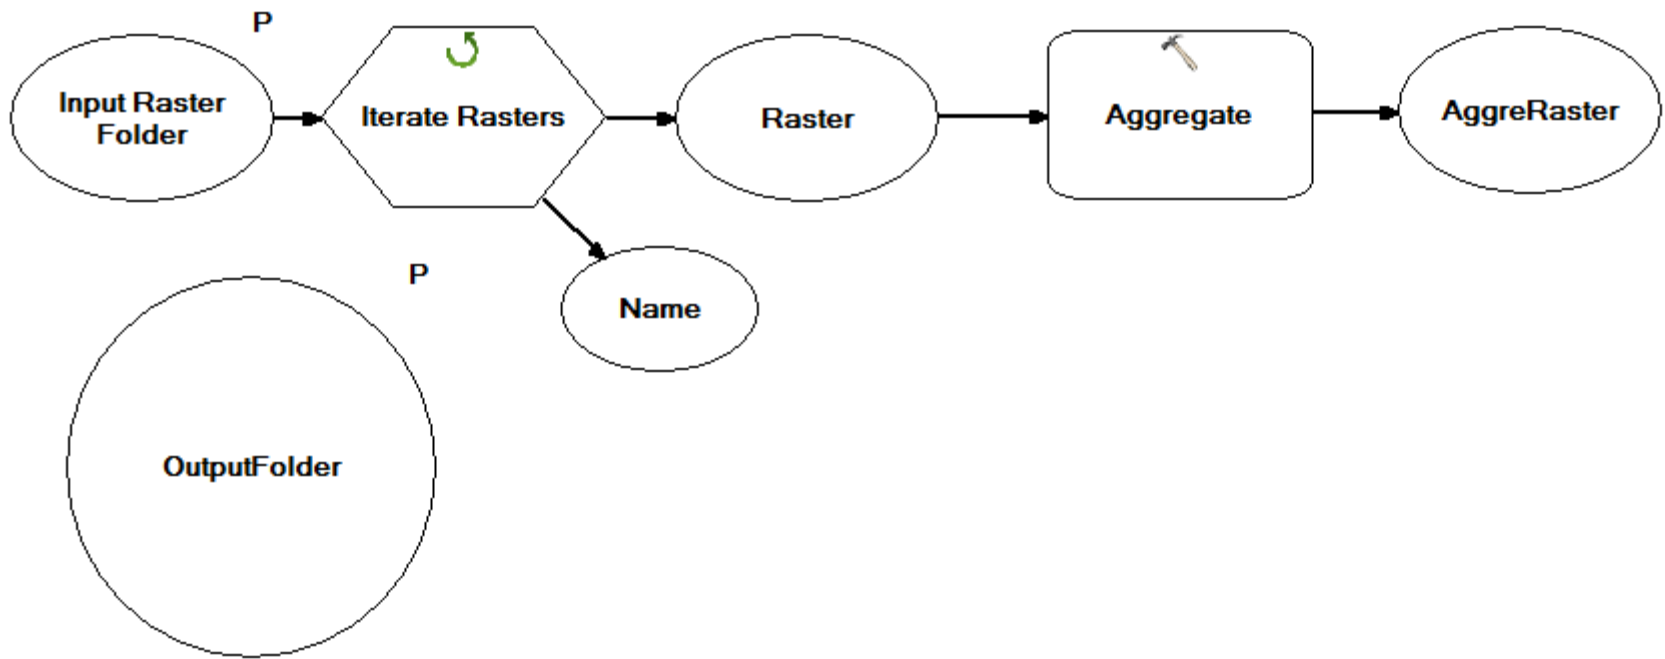 P
Input Raster
Folder
Iterate Rasters
Raster
Aggregate
AggreRaster
P
Name
OutputFolder